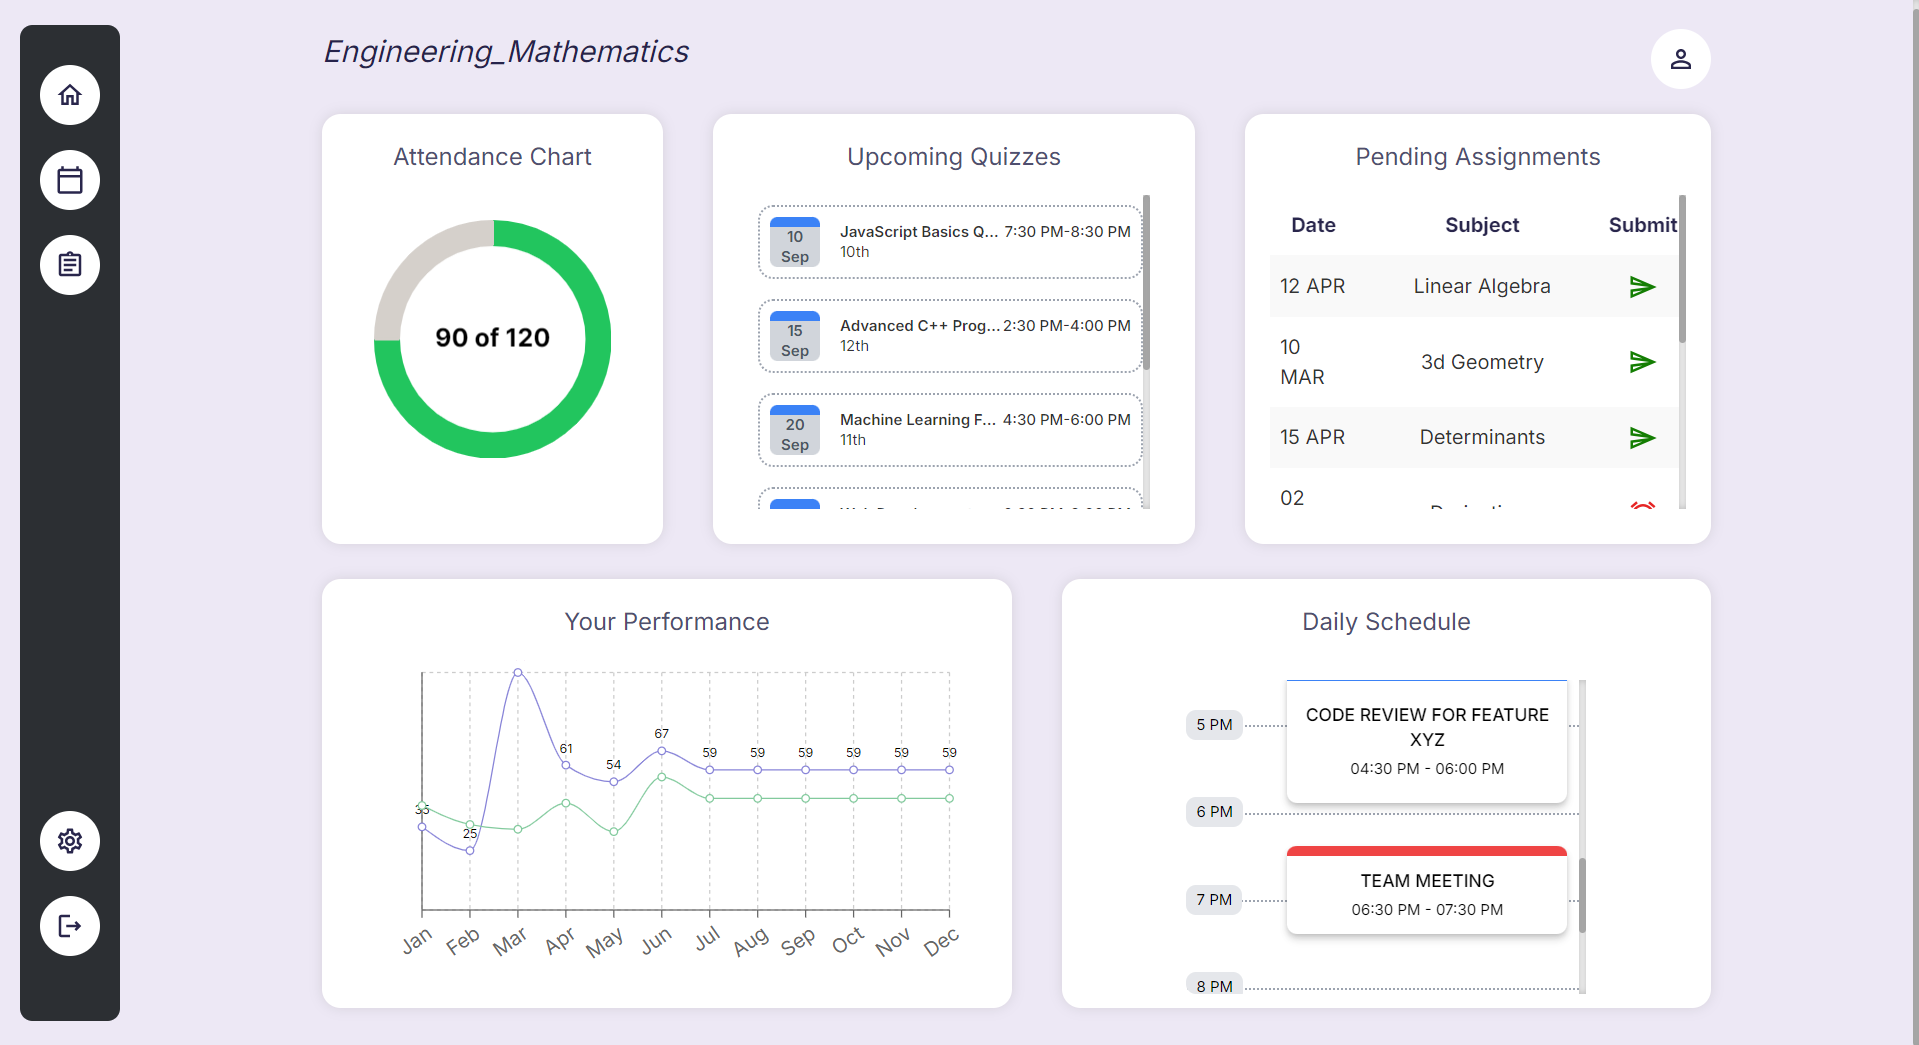 Engineering_Mathematics
Attendance Chart
90 of 120
Upcoming Quizzes
10
Sep
JavaScript Basics Q... 7:30 PM-8:30 PM
10th
15
Sep
Advanced C++ Prog... 2:30 PM-4:00 PM
12th
20
Sep
Machine Learning F... 4:30 PM-6:00 PM
11th
Pending Assignments
Date Subject Submit
12 APR Linear Algebra
10
MAR
3d Geometry
15 APR Determinants
02
Your Performance
35
25
61
54
67
59 59 59 59 59 59
Jan Feb Mar Apr May Jun Jul Aug Sep Oct Nov Dec
Daily Schedule
5 PM
CODE REVIEW FOR FEATURE
XYZ
04:30 PM - 06:00 PM
6 PM
TEAM MEETING
7 PM
06:30 PM - 07:30 PM
8 PM